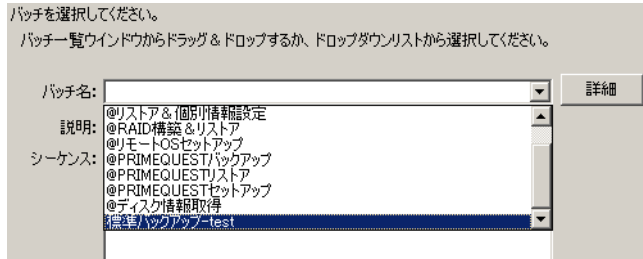 バッチを選択してください。
バッチ一覧ウインドウからドラッグ＆ドロップするか、ドロップダウンリストから選択してください。
バッチ名:
詳細
@リストア＆個別情報設定
説明:
@RAID構築＆リストア
@リモートOSセットアップ
シーケンス:
@PRIMEQUESTバックアップ
@PRIMEQUESTリストア
@PRIMEQUESTセットアップ
@ディスク情報取得
標準バックアップ-test